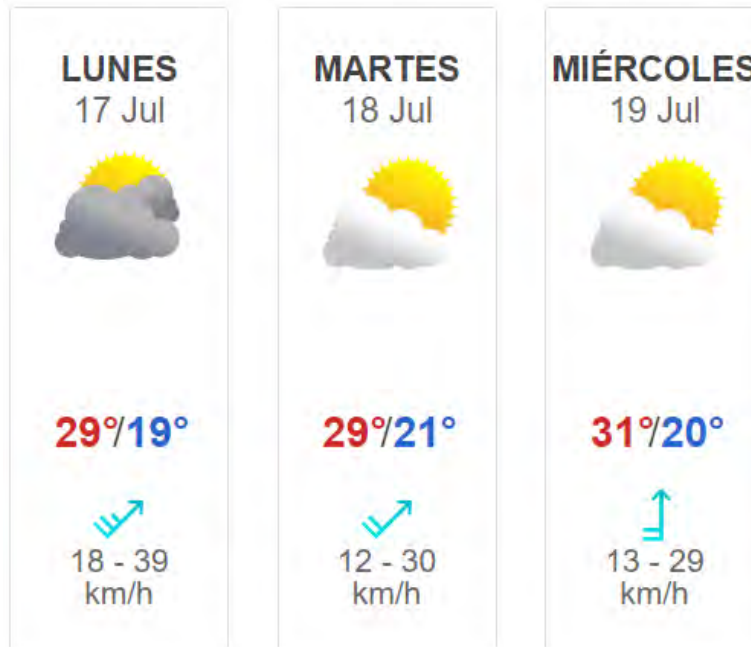 LUNES
17 Jul
29°/19°
18 - 39
km/h
MARTES
18 Jul
29°/21°
12 - 30
km/h
MIÉRCOLES
19 Jul
31°/20°
13 - 29
km/h